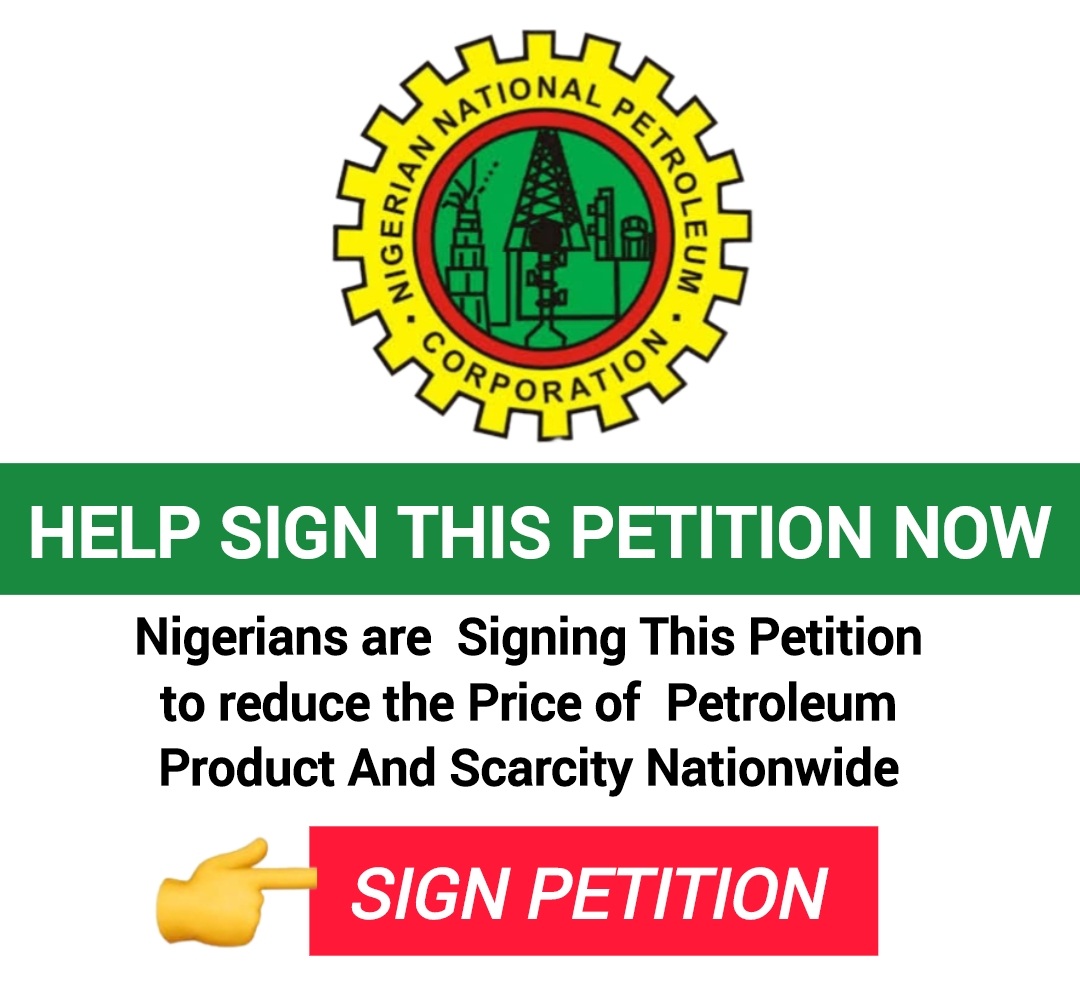 NIGERIAN NATIONAL PETROLEUM
CORPORATION
HELP SIGN THIS PETITION NOW
Nigerians are Signing This Petition
to reduce the Price of Petroleum
Product And Scarcity Nationwide
SIGN PETITION